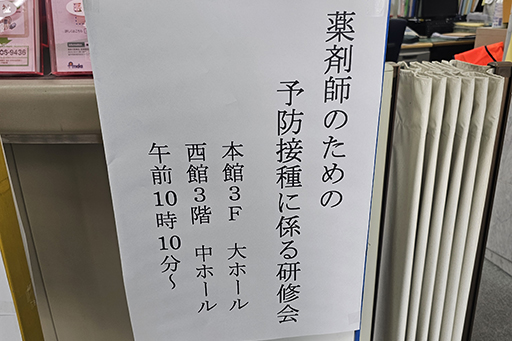 薬剤師のための
予防接種に係る研修会
本館3F 大ホール
西館3階 中ホール
午前10時10分～